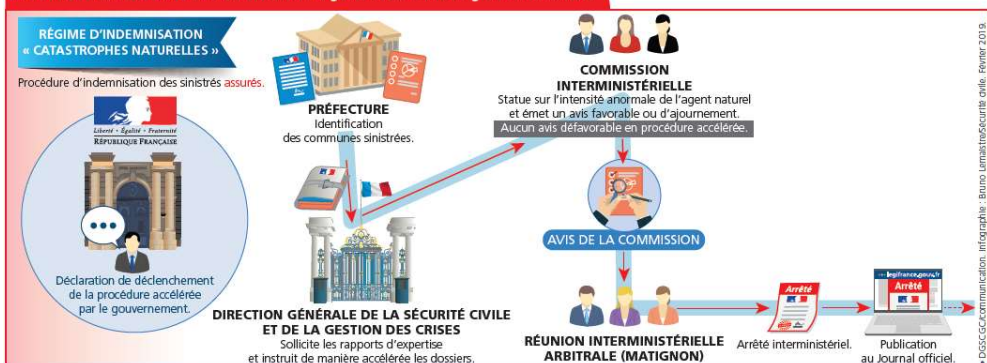 RÉGIME D'INDEMNISATION
« CATASTROPHES NATURELLES »
Procédure d'indemnisation des sinistrés assurés.
Liberté • Égalité • Fraternité
RÉPUBLIQUE FRANÇAISE
Déclaration de déclenchement
de la procédure accélérée
par le gouvernement.
PRÉFECTURE
Identification
des communes sinistrées.
DIRECTION GÉNÉRALE DE LA SÉCURITÉ CIVILE
ET DE LA GESTION DES CRISES
Sollicite les rapports d'expertise
et instruit de manière accélérée les dossiers.
COMMISSION
INTERMINISTÉRIELLE
Statue sur l'intensité anormale de l'agent naturel
et émet un avis favorable ou d'ajournement.
Aucun avis défavorable en procédure accélérée.
AVIS DE LA COMMISSION
RÉUNION INTERMINISTÉRIELLE
ARBITRALE (MATIGNON)
Arrêté
Arrêté interministériel.
legifrance.gouv.fr
Arrêté
Publication
au Journal officiel.
DGSCGC/communication. Infographie : Bruno Lemaistre/Sécurité civile. Février 2019.